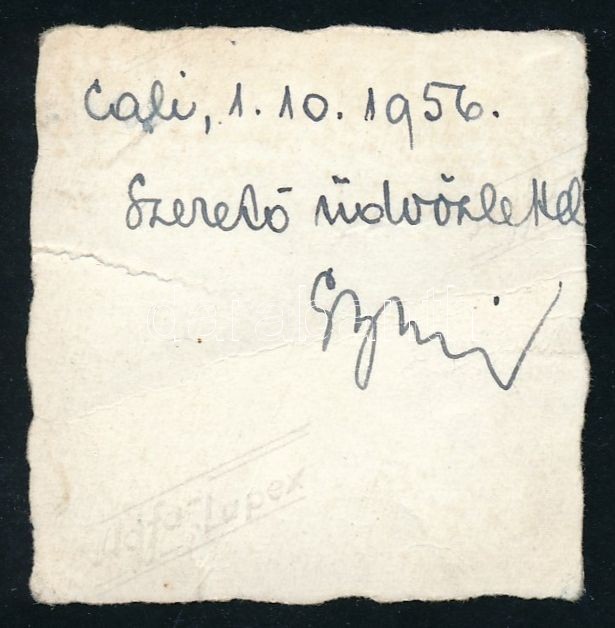 Cali, 1. 10. 1956.
Szerető üdvözlettel
Agfa-Lupex